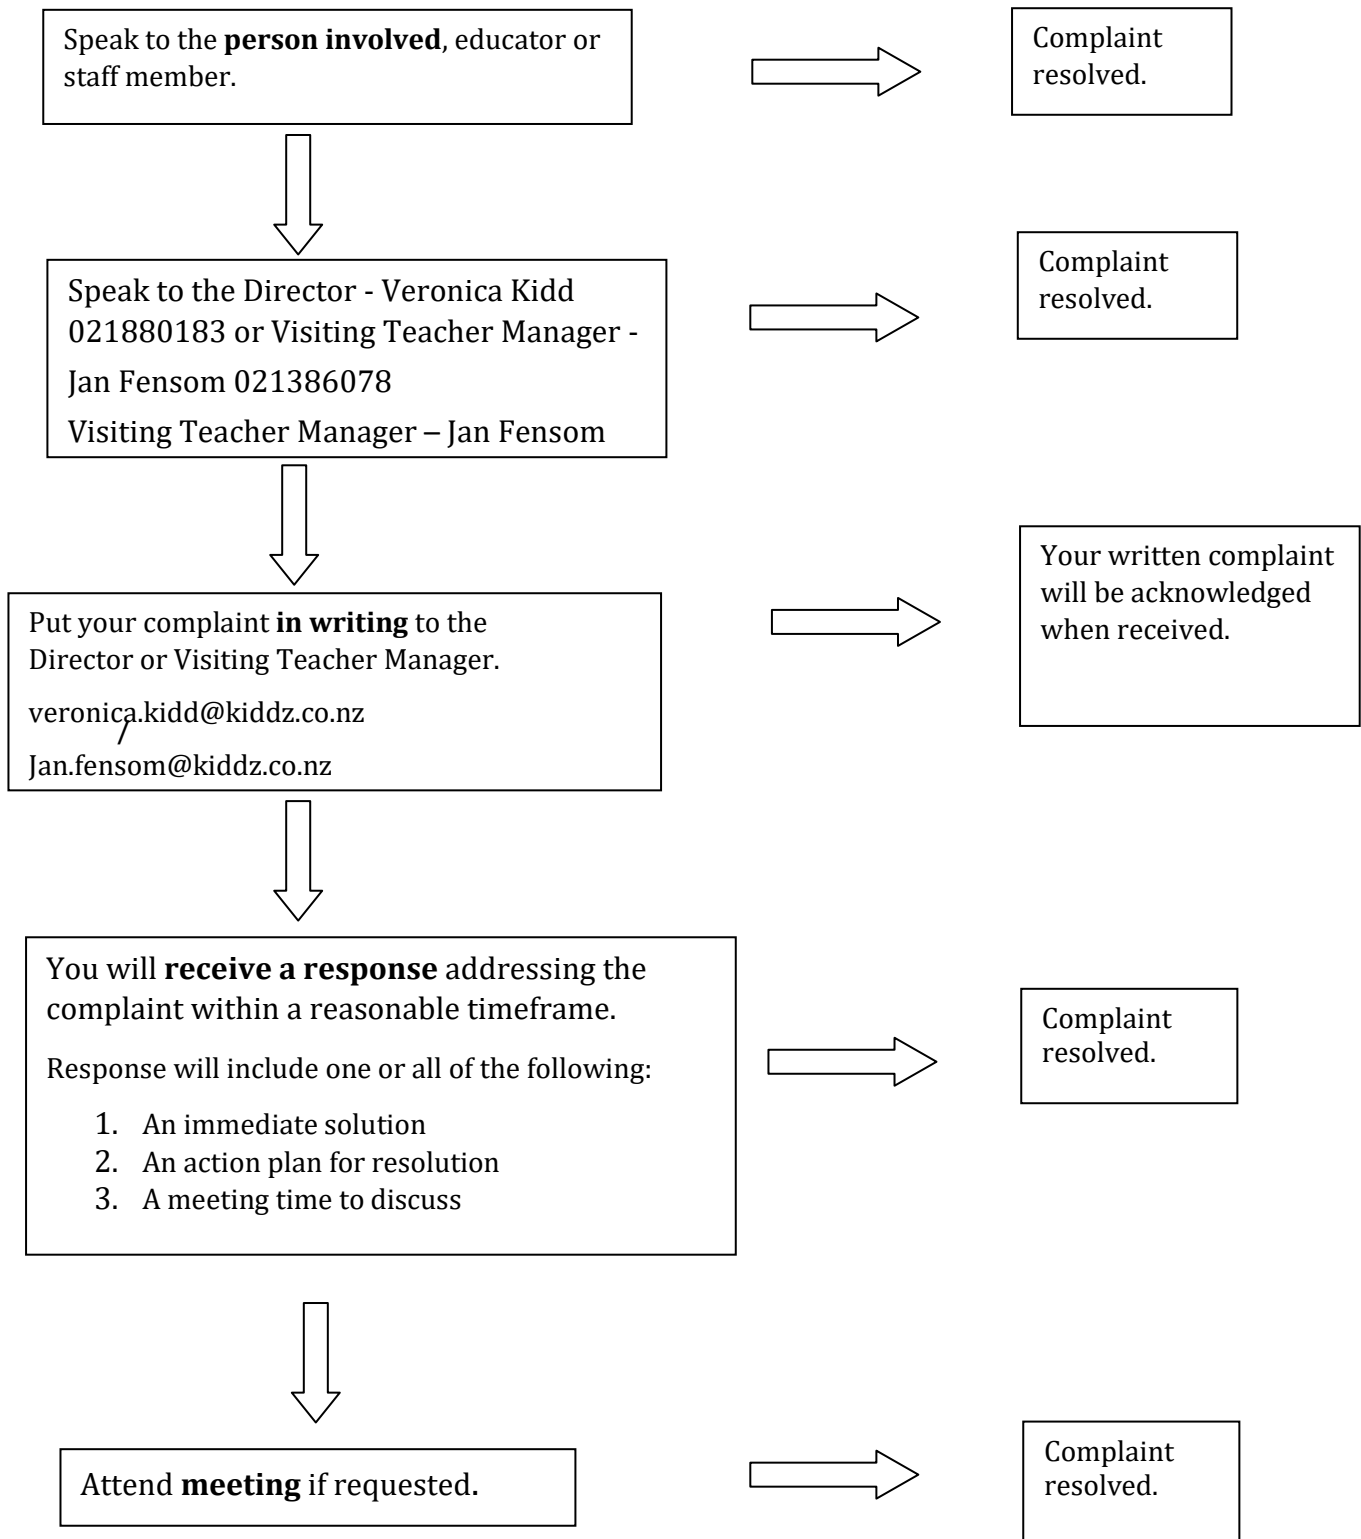 Speak to the person involved, educator or
staff member.
Complaint
resolved.
Speak to the Director - Veronica Kidd
021880183 or Visiting Teacher Manager -
Jan Fensom 021386078
Visiting Teacher Manager – Jan Fensom
Complaint
resolved.
Put your complaint in writing to the
Director or Visiting Teacher Manager.
veronica.kidd@kiddz.co.nz
/
Jan.fensom@kiddz.co.nz
Your written complaint
will be acknowledged
when received.
You will receive a response addressing the
complaint within a reasonable timeframe.
Response will include one or all of the following:
1. An immediate solution
2. An action plan for resolution
3. A meeting time to discuss
Complaint
resolved.
Attend meeting if requested.
Complaint
resolved.